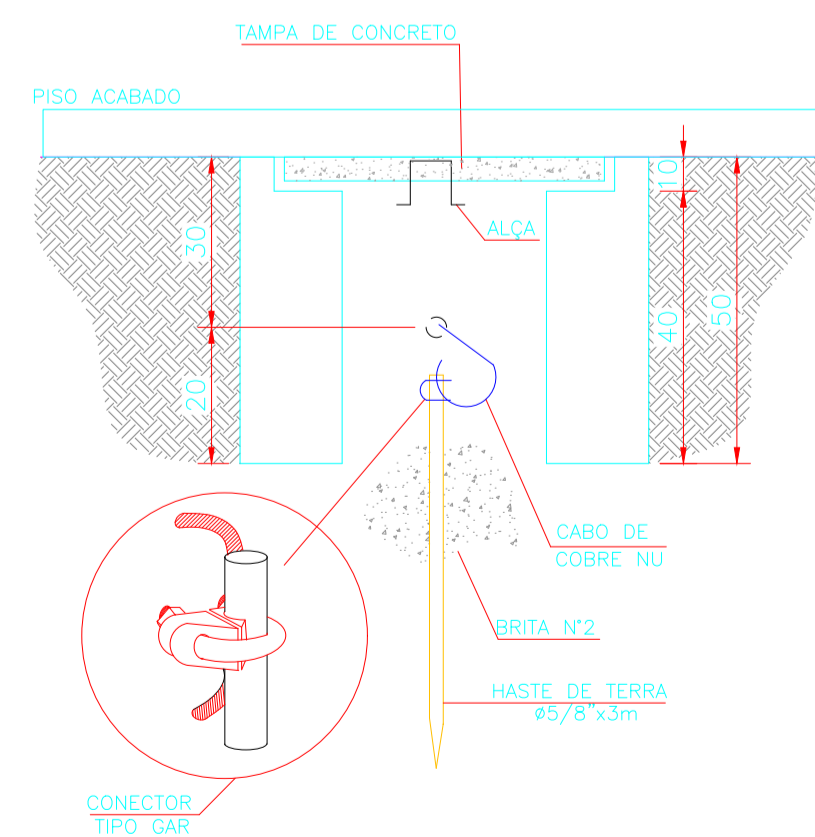 TAMPA DE CONCRETO
PISO ACABADO
10
ALÇA
30
40
50
20
CABO DE
COBRE NU
BRITA N°2
HASTE DE TERRA
ø5/8"x3m
CONECTOR
TIPO GAR